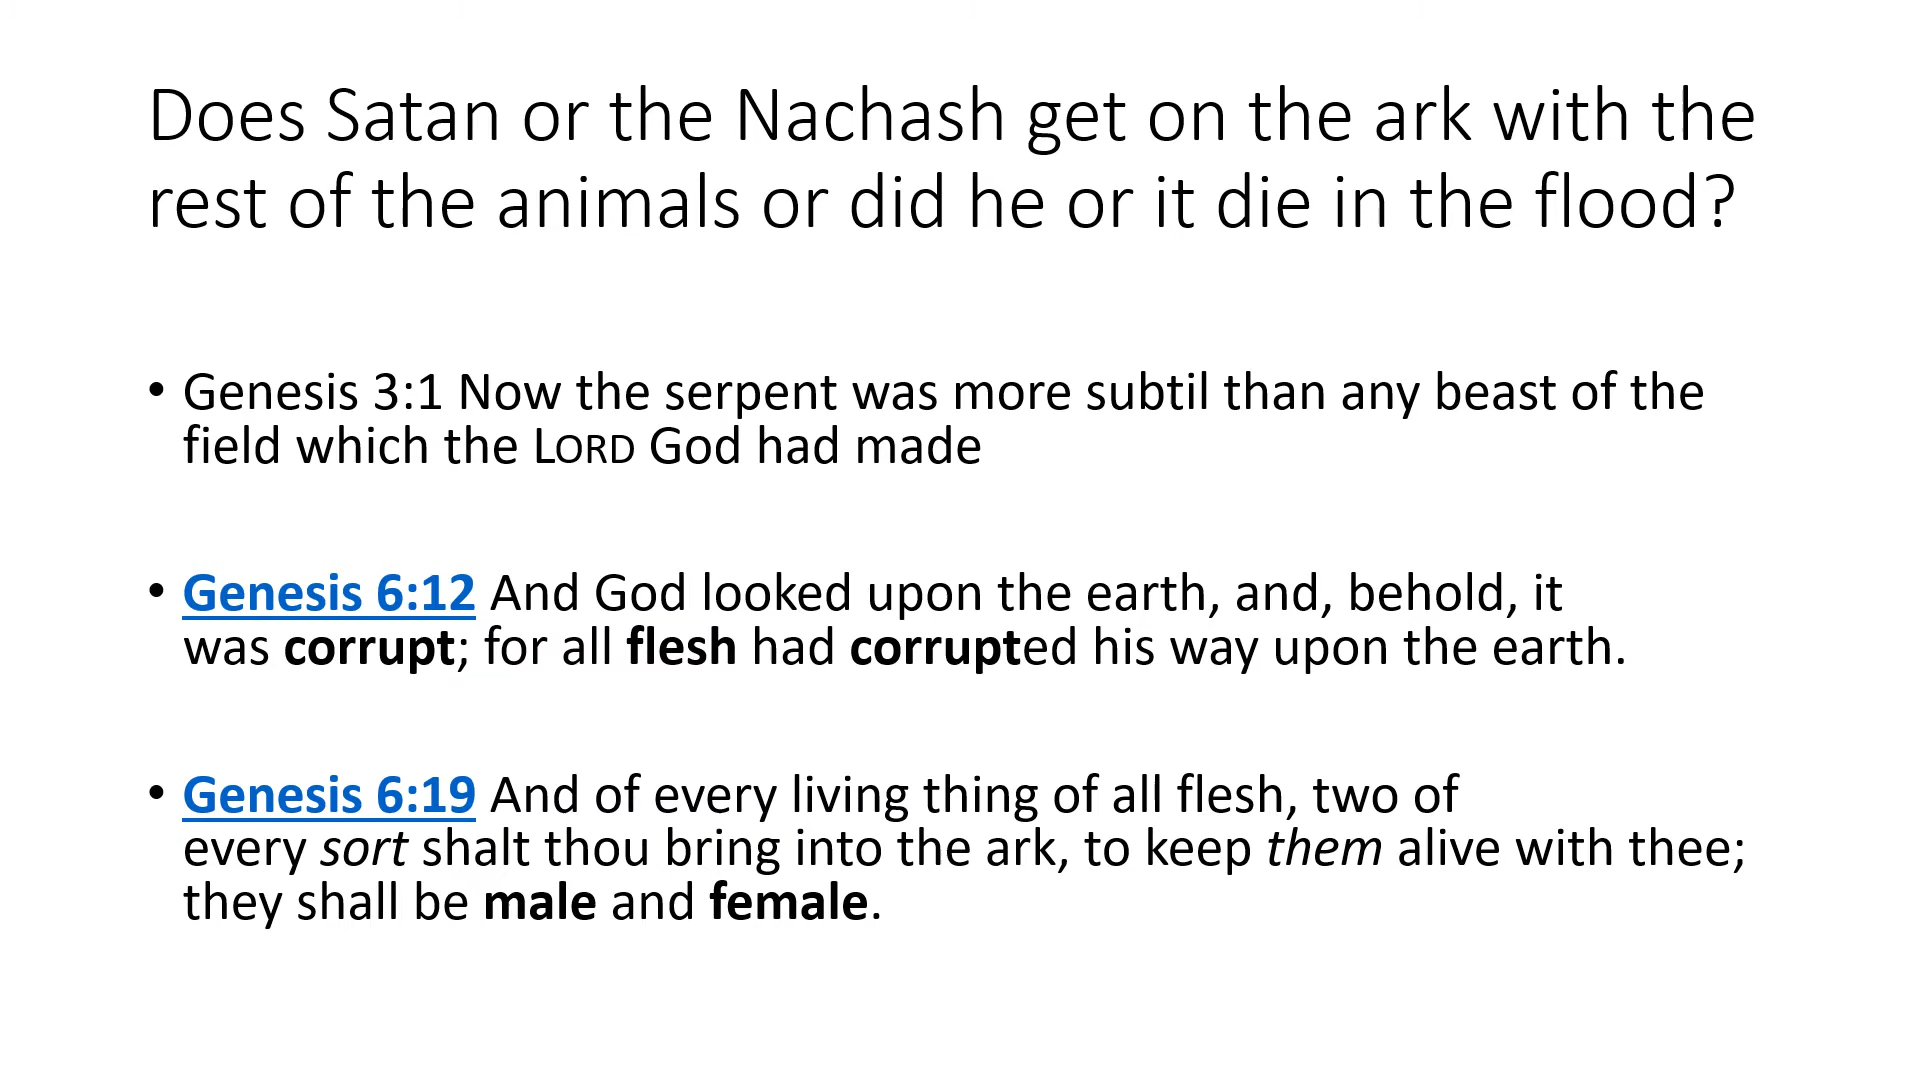 Does Satan or the Nachash get on the ark with the
rest of the animals or did he or it die in the flood?
• Genesis 3:1 Now the serpent was more subtil than any beast of the
field which the LORD God had made
• Genesis 6:12 And God looked upon the earth, and, behold, it
was corrupt; for all flesh had corrupted his way upon the earth.
• Genesis 6:19 And of every living thing of all flesh, two of
every sort shalt thou bring into the ark, to keep them alive with thee;
they shall be male and female.